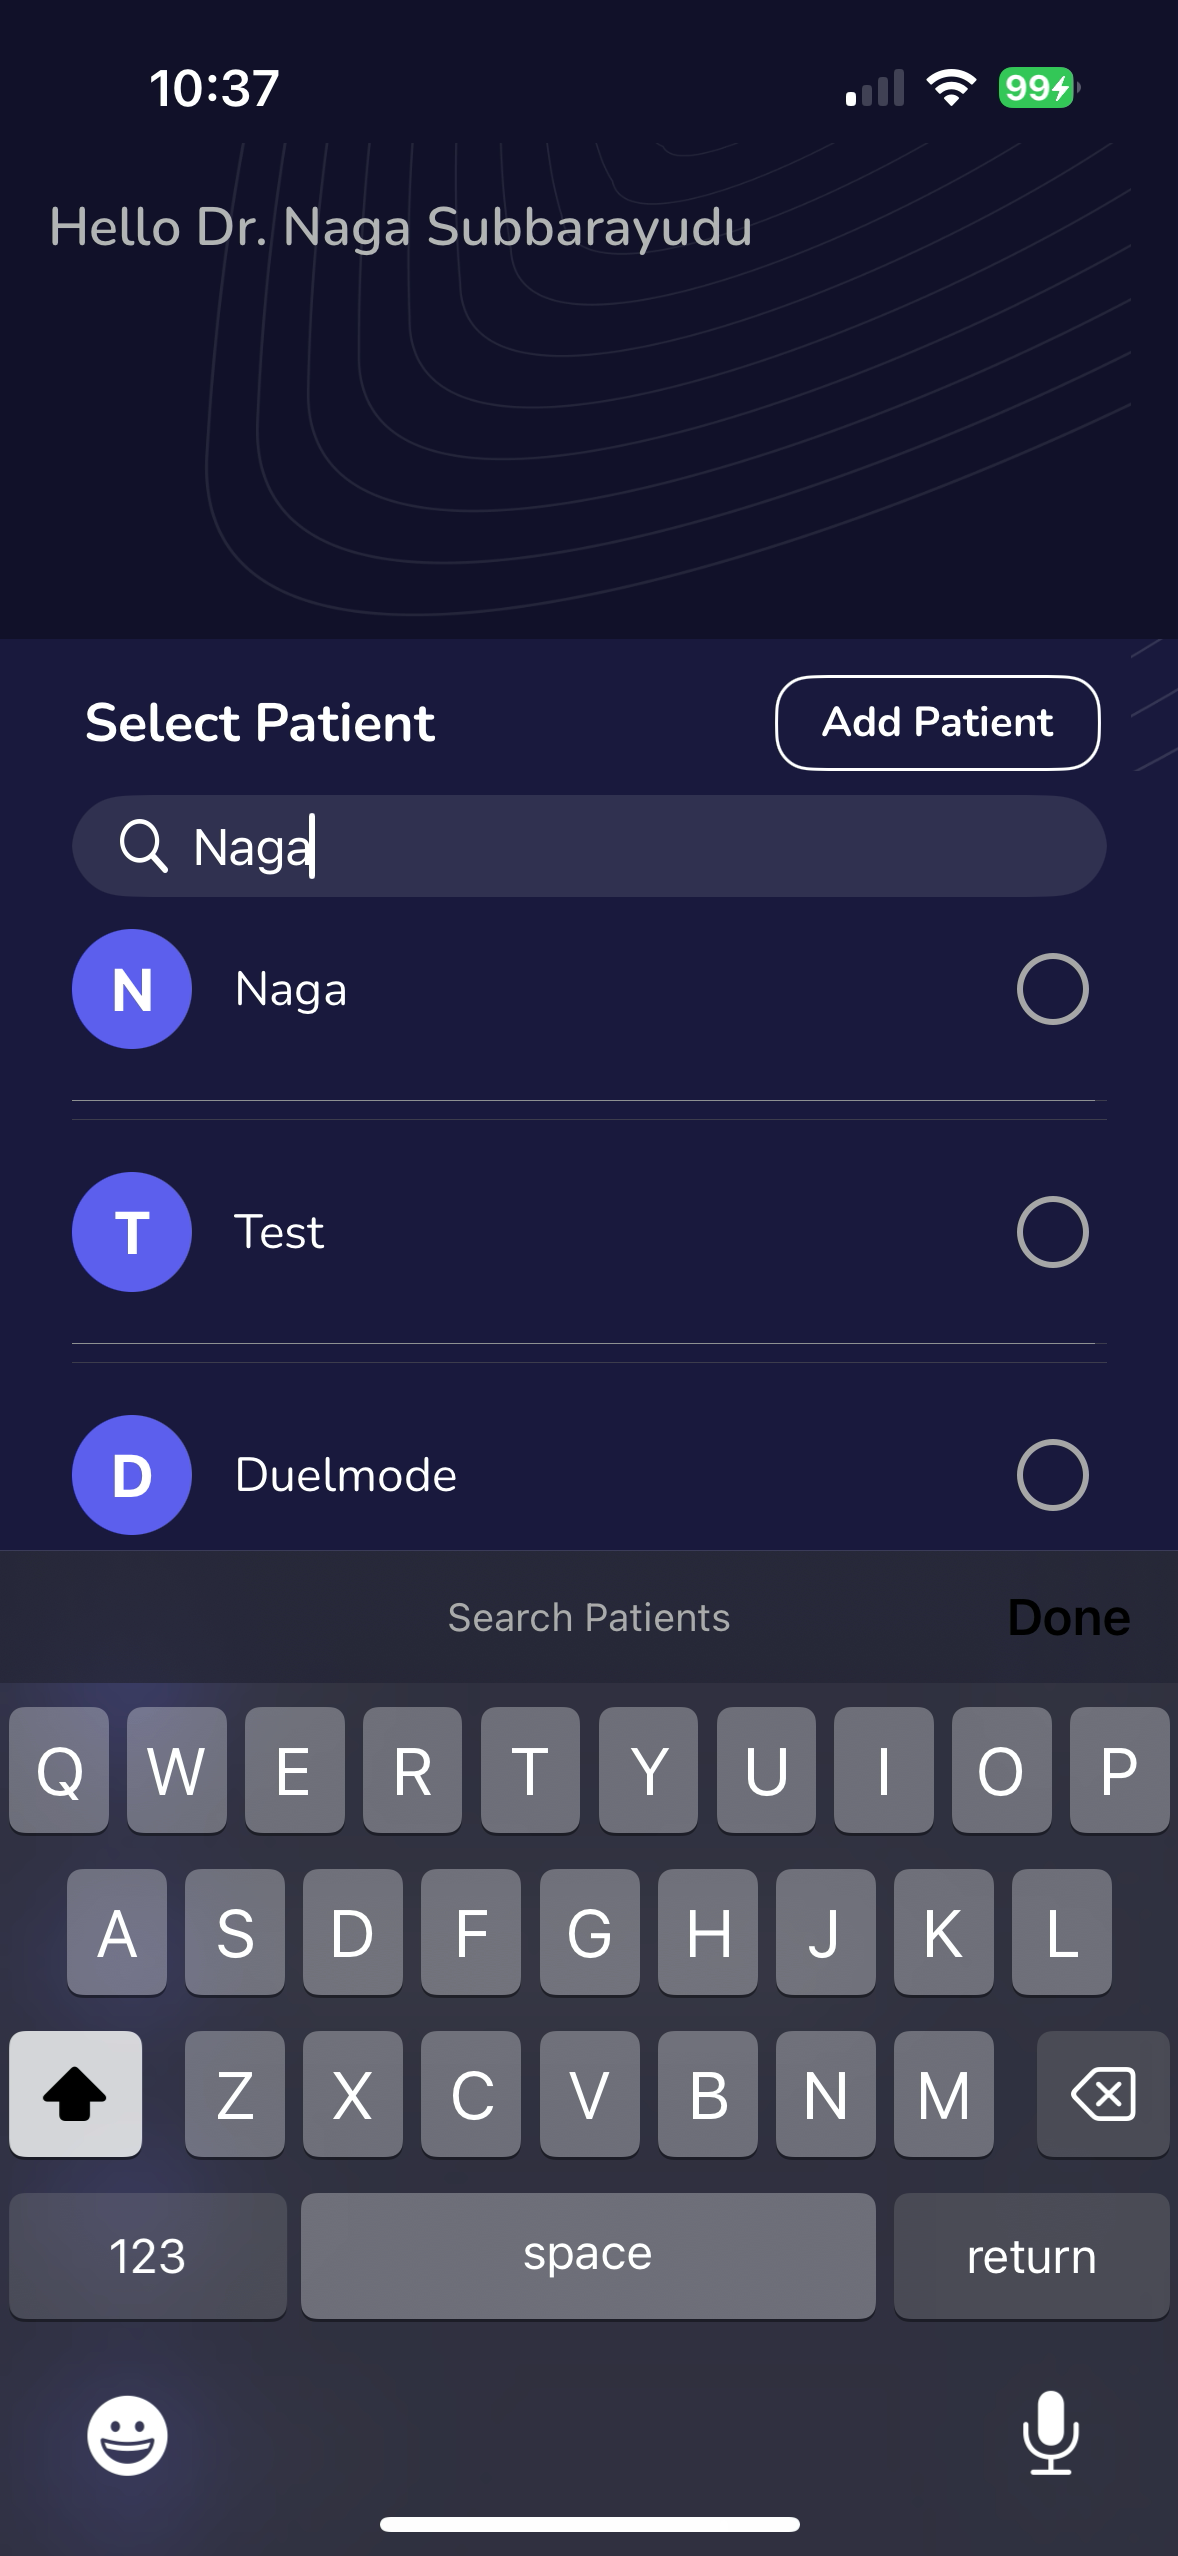 10:37
99
Hello Dr. Naga Subbarayudu
Select Patient
Add Patient
Naga
N
Naga
T
Test
D
Duelmode
Search Patients
Done
Q W E R T Y U I O P
A S D F G H J K L
Z X C V B N M
123
space
return